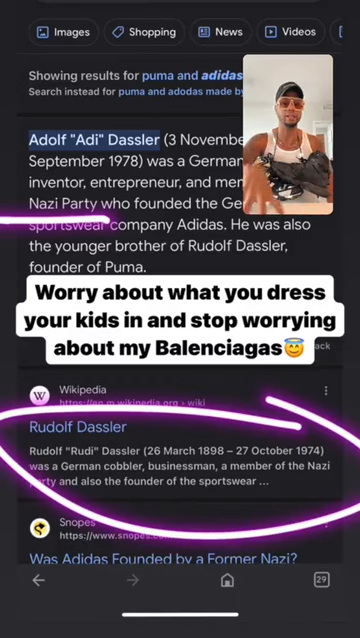 Images
Shopping
News
Videos
Showing results for puma and adidas
Search instead for puma and adodas made by
Adolf "Adi" Dassler (3 November
September 1978) was a German
inventor, entrepreneur, and mem
Nazi Party who founded the Ge
sportswear company Adidas. He was also
the younger brother of Rudolf Dassler,
founder of Puma.
Worry about what you dress
your kids in and stop worrying
about my Balenciagas😇
ack
W
Wikipedia
https://en.m.wikipedia.org › wiki
Rudolf Dassler
Rudolf "Rudi" Dassler (26 March 1898 – 27 October 1974)
was a German cobbler, businessman, a member of the Nazi
Party and also the founder of the sportswear ...
Snopes
https://www.snopes.
Was Adidas Founded by a Former Nazi?
29